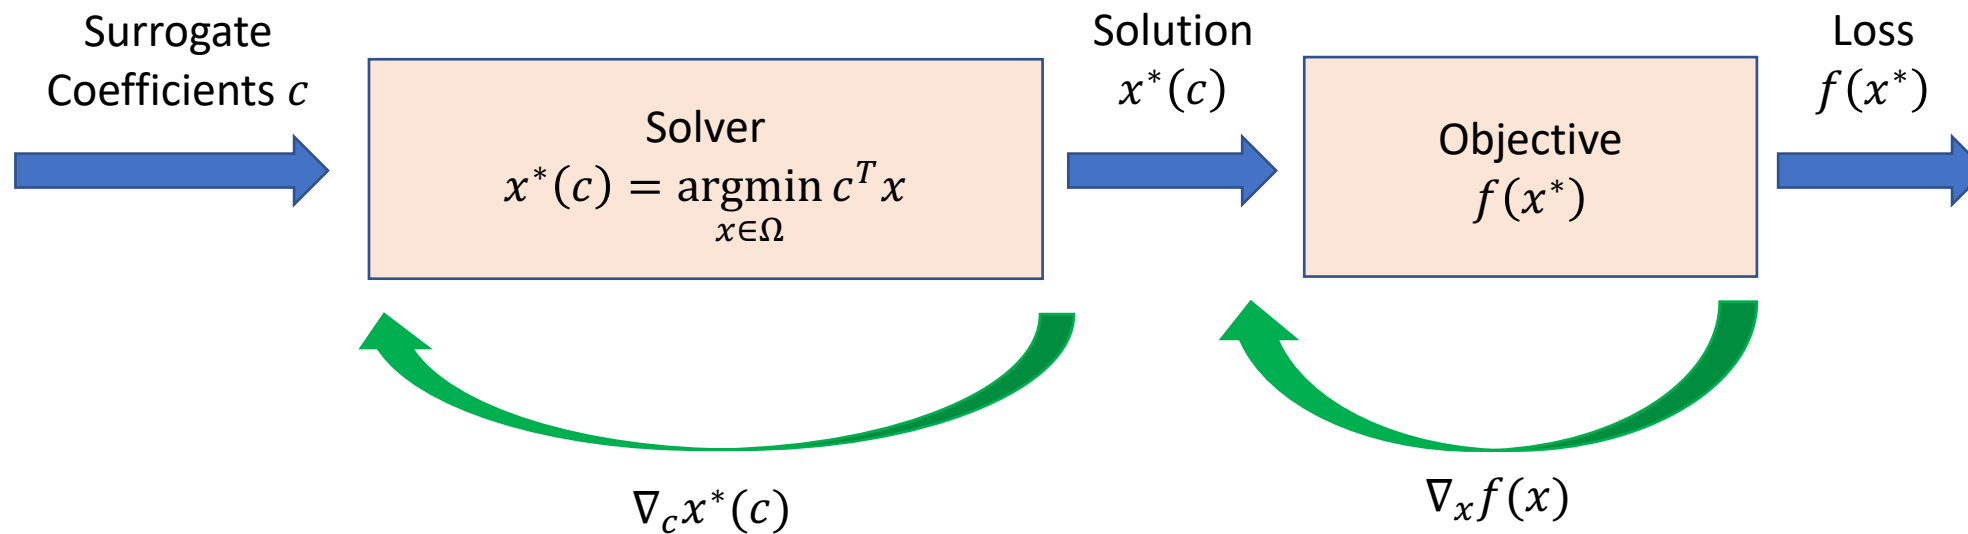 Surrogate
Coefficients c
Solver
x*(c) = argmin c^T x
x∈Ω
Solution
x*(c)
Objective
f(x*)
Loss
f(x*)
∇_c x*(c)
∇_x f(x)